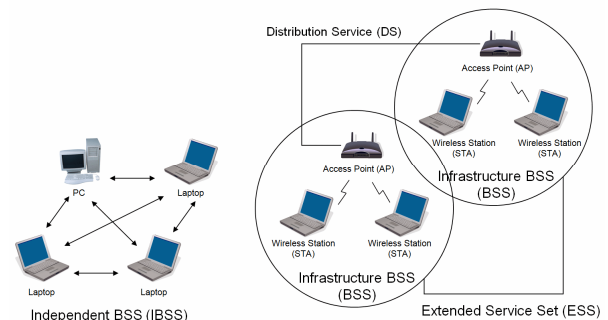 Distribution Service (DS)
Access Point (AP)
Wireless Station
(STA)
Wireless Station
(STA)
Infrastructure BSS
(BSS)
Access Point (AP)
Wireless Station
(STA)
Wireless Station
(STA)
Infrastructure BSS
(BSS)
Extended Service Set (ESS)
PC
Laptop
Laptop
Laptop
Independent BSS (IBSS)